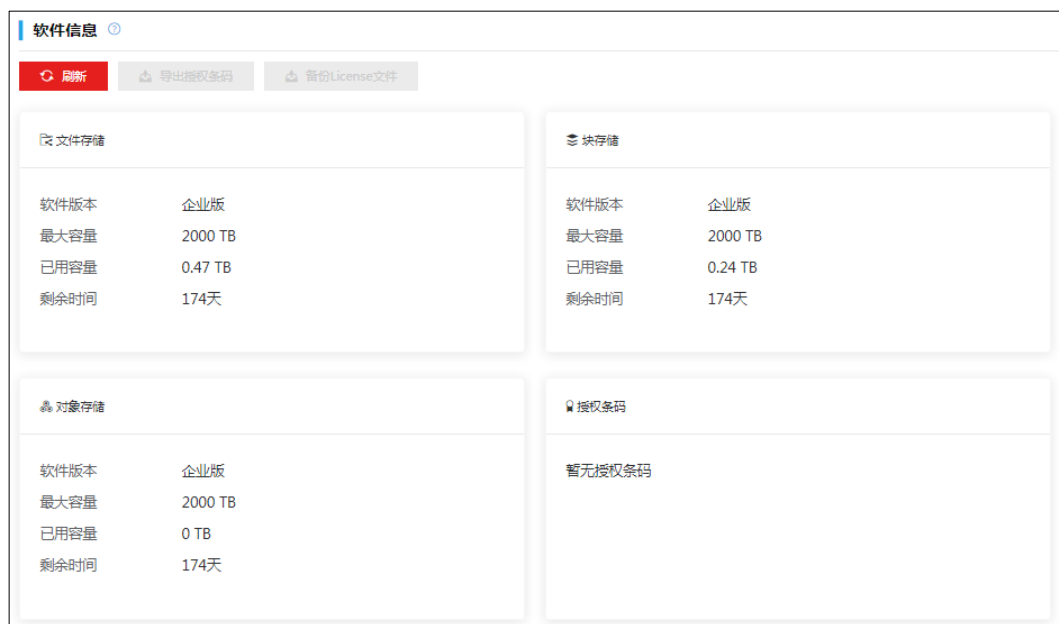 软件信息
刷新 导出授权条码 备份License文件
文件存储
软件版本 企业版
最大容量 2000 TB
已用容量 0.47 TB
剩余时间 174天
块存储
软件版本 企业版
最大容量 2000 TB
已用容量 0.24 TB
剩余时间 174天
对象存储
软件版本 企业版
最大容量 2000 TB
已用容量 0 TB
剩余时间 174天
授权条码
暂无授权条码